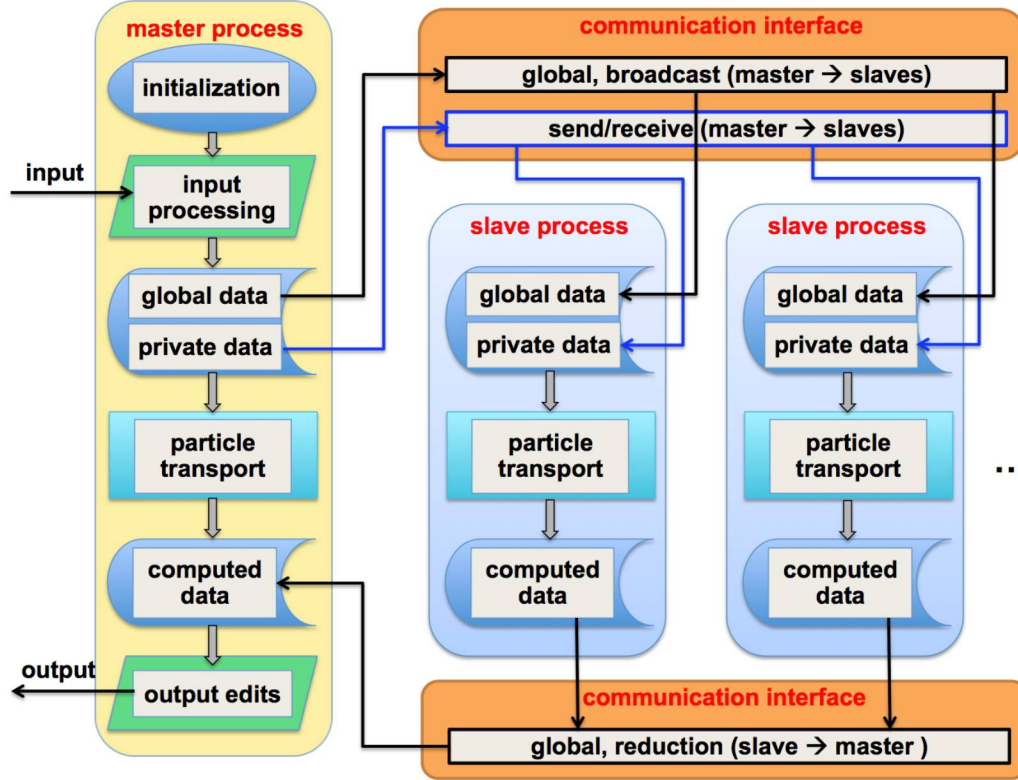 master process
initialization
input
input
processing
global data
private data
particle
transport
computed
data
output
output edits
communication interface
global, broadcast (master → slaves)
send/receive (master → slaves)
slave process
global data
private data
particle
transport
computed
data
slave process
global data
private data
particle
transport
computed
data
..
communication interface
global, reduction (slave → master )